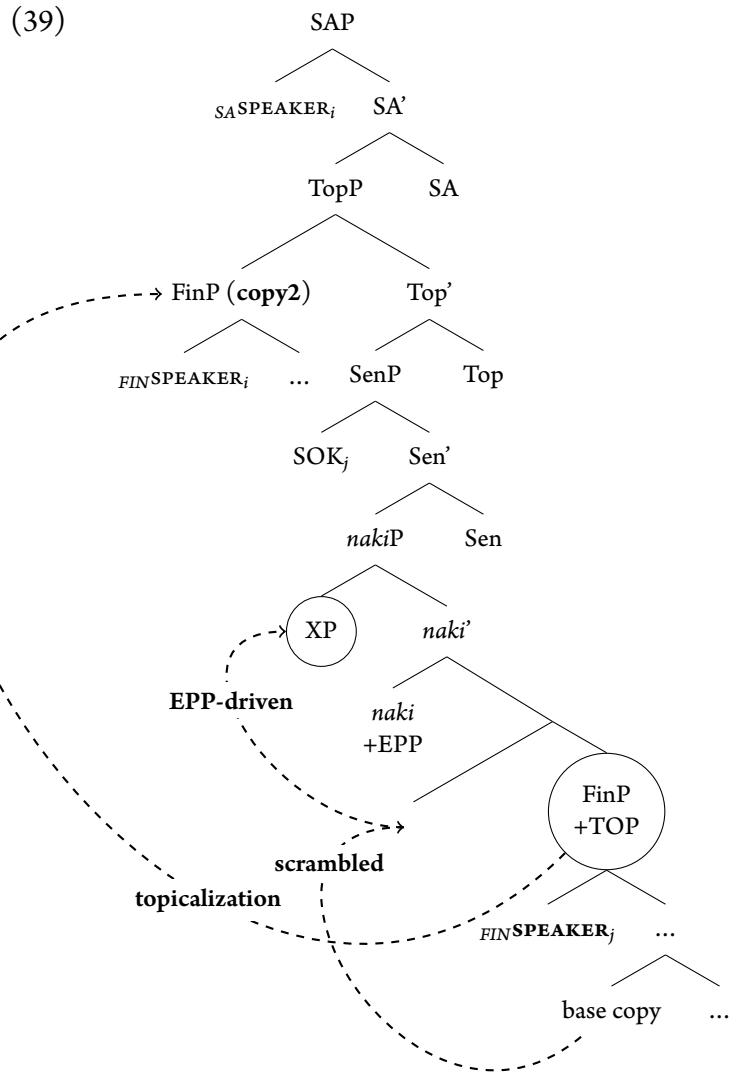 (39)
SAP
SASPEAKERi SA’
TopP SA
FinP (copy2) Top’
FINSPEAKERi ... SenP Top
SOKj Sen’
nakiP Sen
XP naki’
EPP-driven naki
+EPP
FinP
+TOP
scrambled
topicalization
FINSPEAKERj ...
base copy ...